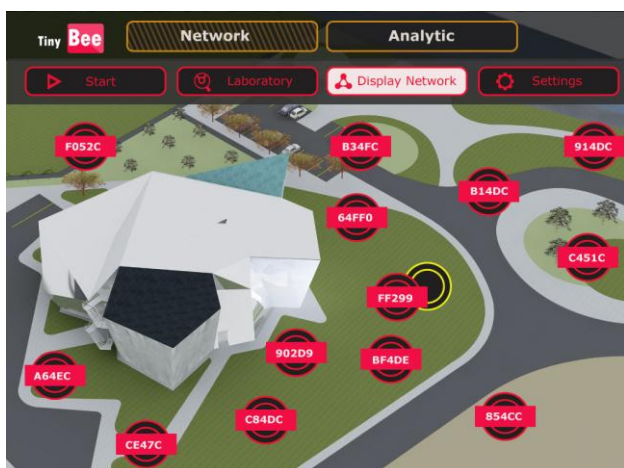 Tiny Bee
Network
Analytic
Start
Laboratory
Display Network
Settings
F052C
B34FC
914DC
B14DC
64FF0
C451C
FF299
902D9
BF4DE
A64EC
C84DC
854CC
CE47C